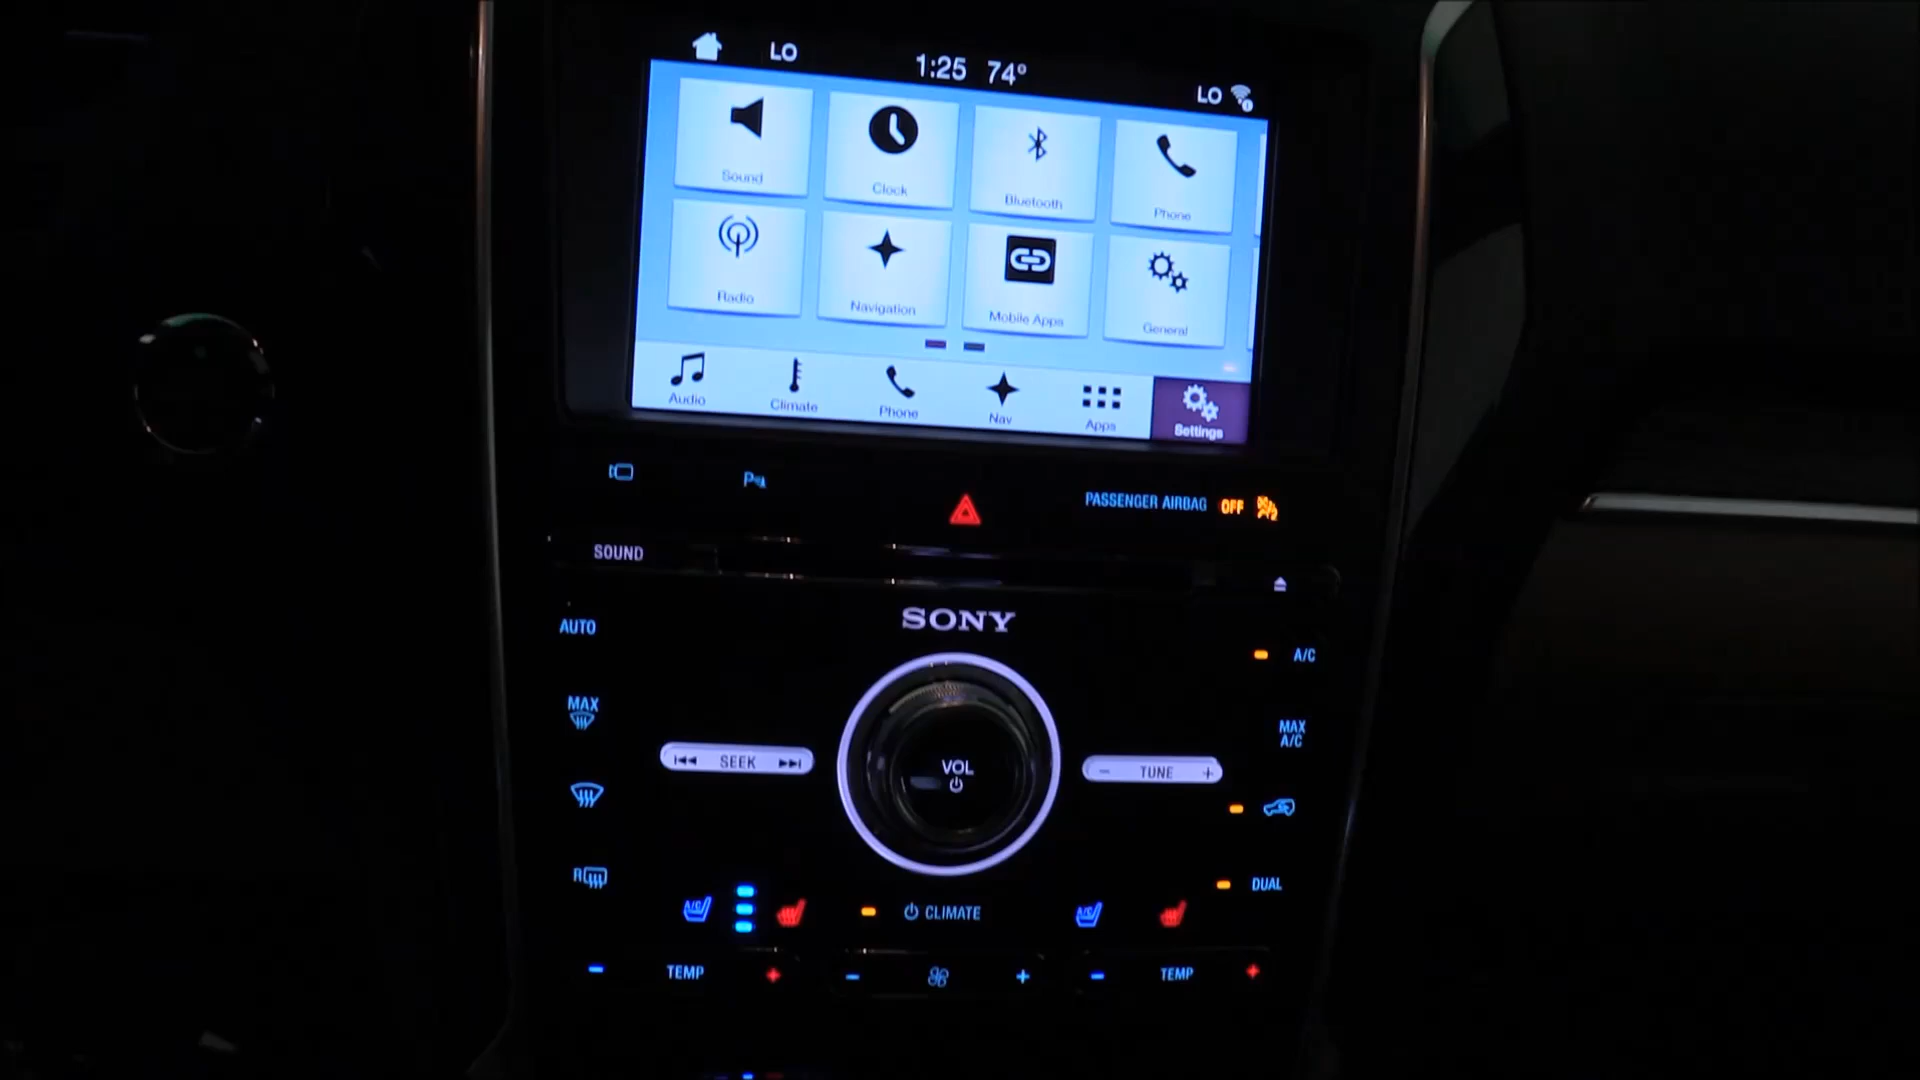 LO 1:25 74° LO
Sound Clock Bluetooth Phone
Radio Navigation Mobile Apps General
Audio Climate Phone Nav Apps Settings
P PASSENGER AIRBAG OFF
SOUND
SONY
AUTO A/C
MAX MAX A/C
SEEK VOL - TUNE +
R DUAL
A/C CLIMATE A/C
- TEMP + - + - TEMP +